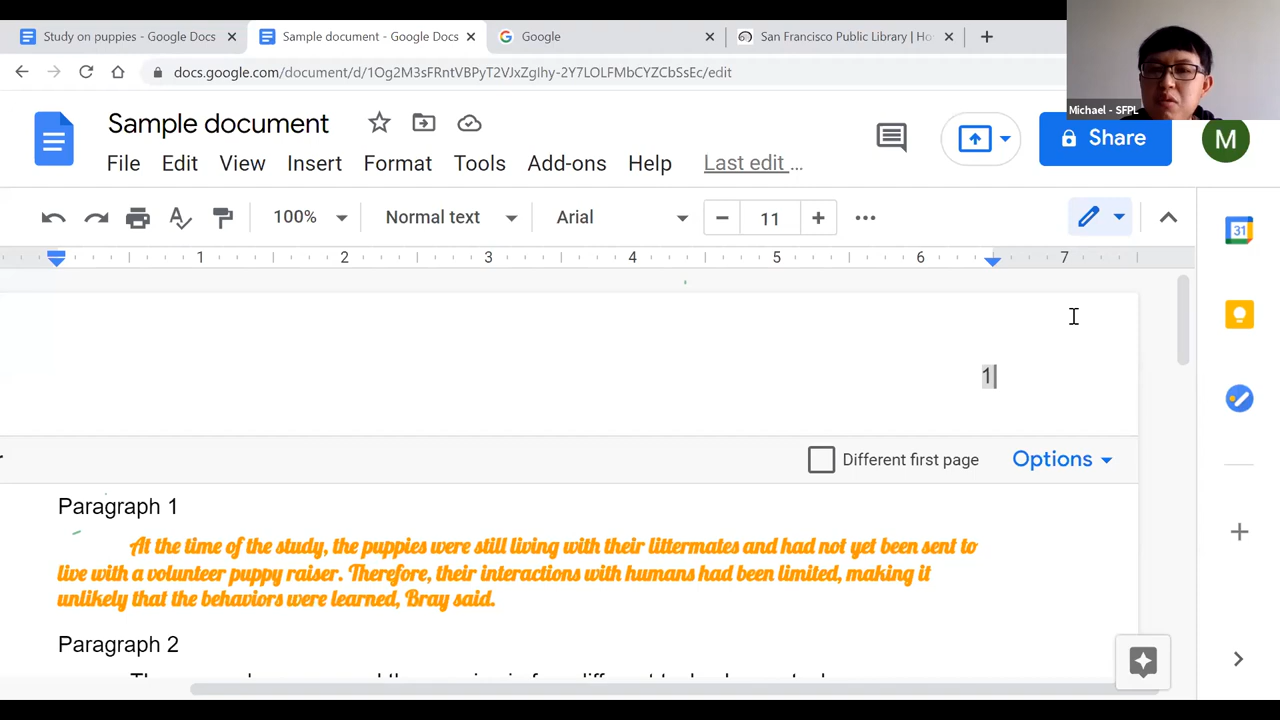 Study on puppies - Google Docs
Sample document - Google Docs
Google
San Francisco Public Library | Ho
docs.google.com/document/d/1Og2M3sFRntVBPyT2VJxZgIhy-2Y7LOLFMbCYZCbSsEc/edit
Michael - SFPL
Sample document
Share
M
File Edit View Insert Format Tools Add-ons Help Last edit ...
100% Normal text Arial 11
31
1 2 3 4 5 6 7
1
Different first page Options
Paragraph 1
At the time of the study, the puppies were still living with their littermates and had not yet been sent to
live with a volunteer puppy raiser. Therefore, their interactions with humans had been limited, making it
unlikely that the behaviors were learned, Bray said.
Paragraph 2